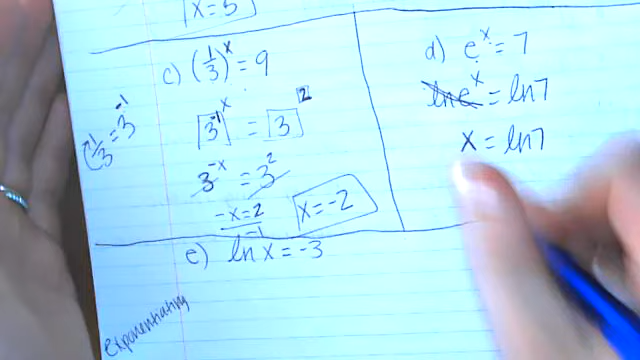 x=5
c) (1/3)^x = 9
1/3 = 3^-1
[3^-1]^x = [3]^2
3^-x = 3^2
-x = 2
-1
x = -2
d) e^x = 7
ln e^x = ln 7
x = ln 7
e) ln x = -3
exponentiating